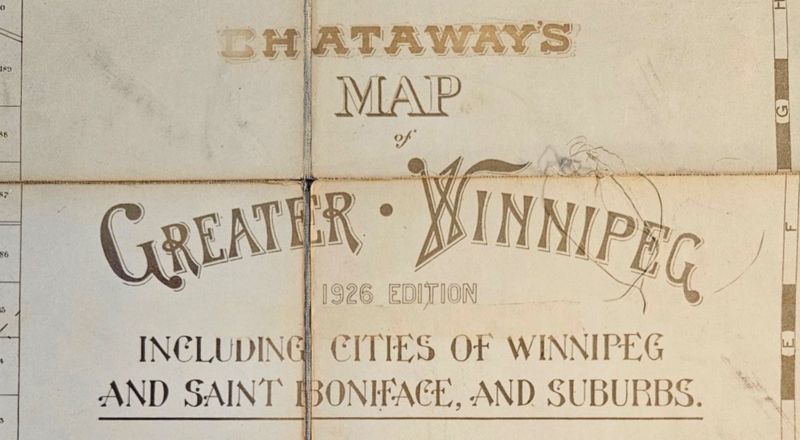 CHATAWAY'S
MAP
of
GREATER • WINNIPEG
1926 EDITION
INCLUDING CITIES OF WINNIPEG
AND SAINT BONIFACE, AND SUBURBS.
H
G
F
E